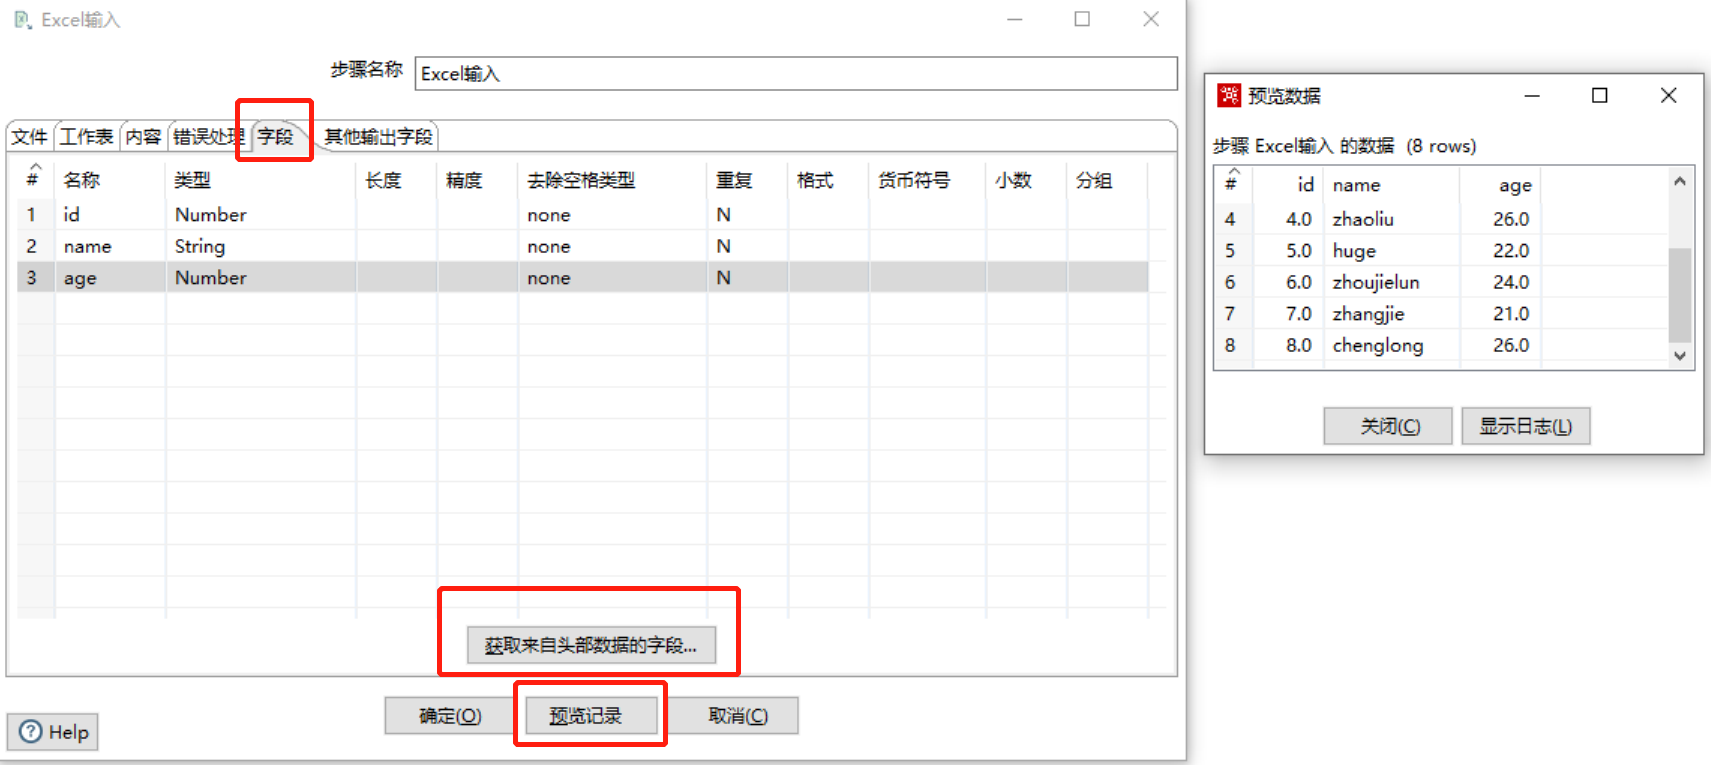 Excel输入
步骤名称 Excel输入
文件 工作表 内容 错误处理 字段 其他输出字段
# 名称 类型 长度 精度 去除空格类型 重复 格式 货币符号 小数 分组
1 id Number none N
2 name String none N
3 age Number none N
获取来自头部数据的字段...
确定(O) 预览记录 取消(C)
Help
预览数据
步骤 Excel输入 的数据 (8 rows)
# id name age
4 4.0 zhaoliu 26.0
5 5.0 huge 22.0
6 6.0 zhoujielun 24.0
7 7.0 zhangjie 21.0
8 8.0 chenglong 26.0
关闭(C) 显示日志(L)